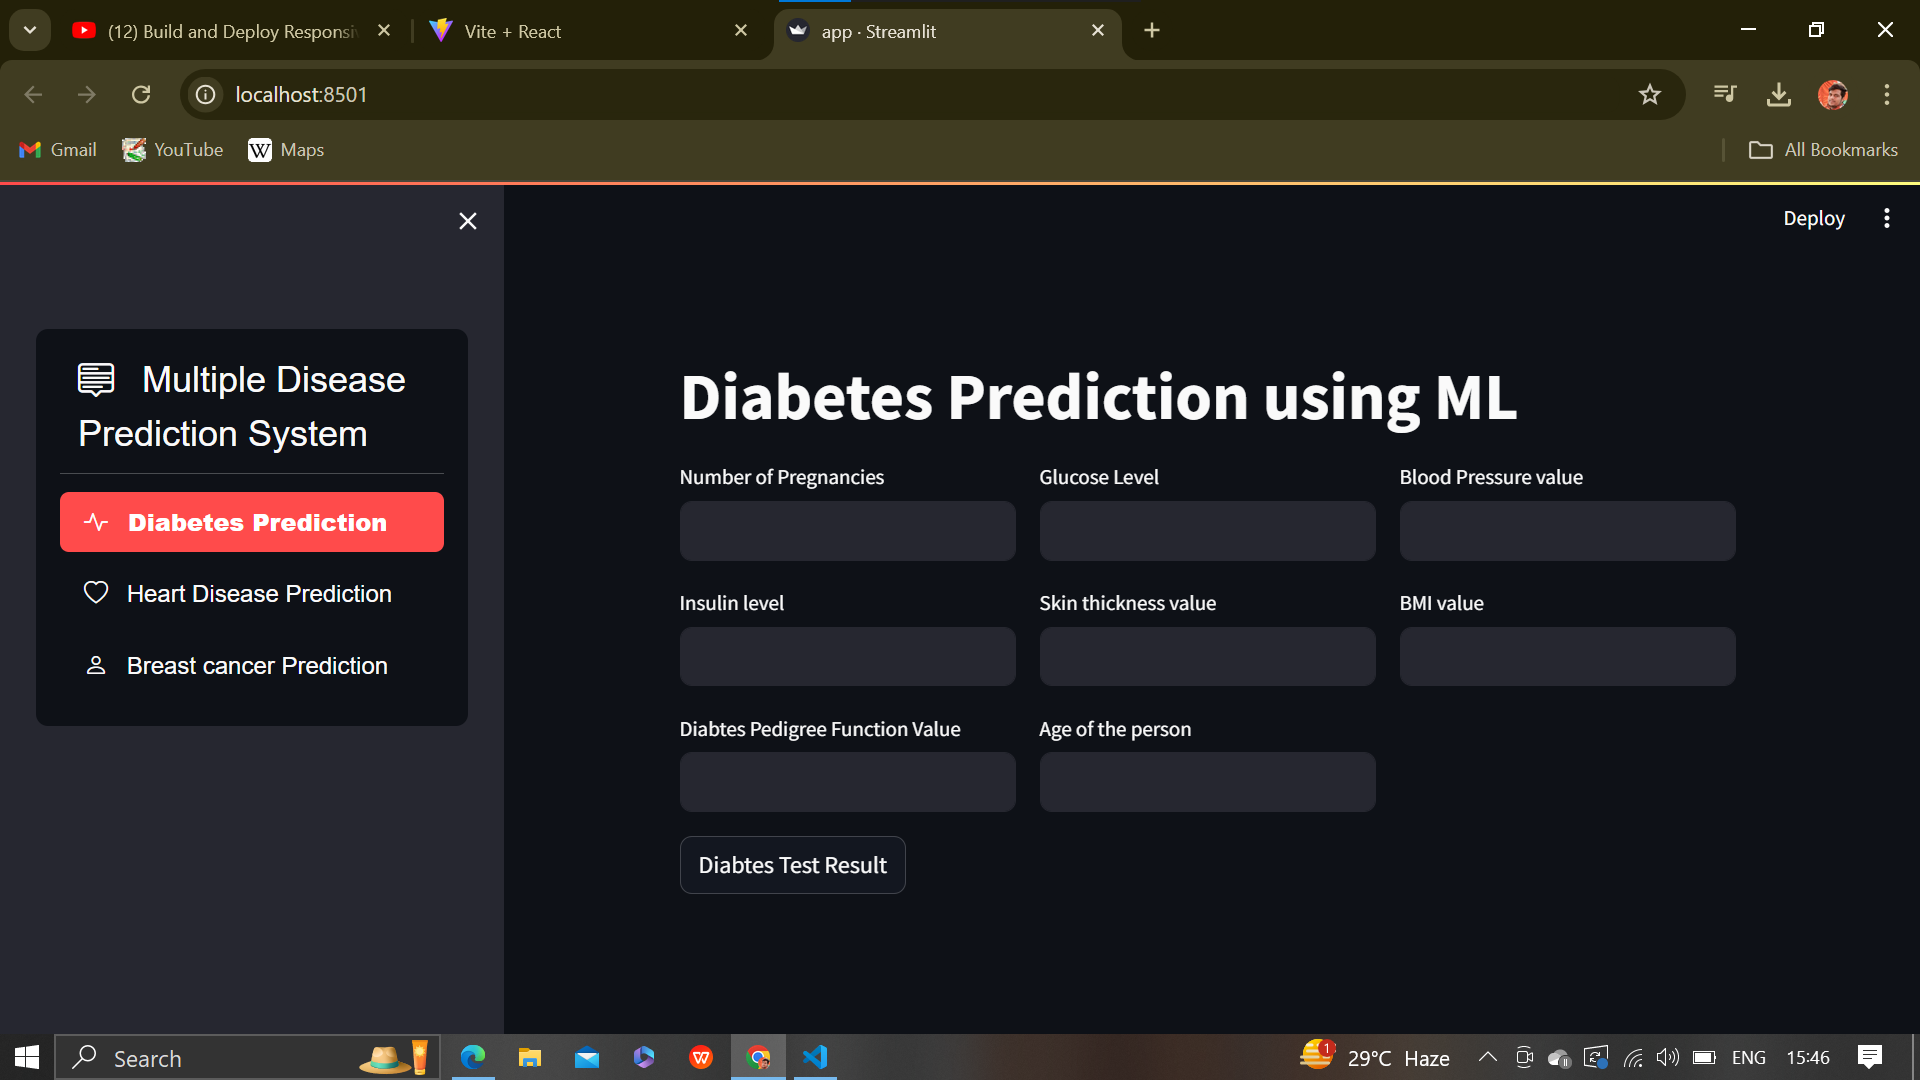 (12) Build and Deploy Responsiv
Vite + React
app · Streamlit
localhost:8501
Gmail
YouTube
W Maps
All Bookmarks
Deploy
Multiple Disease
Prediction System
Diabetes Prediction
Heart Disease Prediction
Breast cancer Prediction
Diabetes Prediction using ML
Number of Pregnancies
Glucose Level
Blood Pressure value
Insulin level
Skin thickness value
BMI value
Diabtes Pedigree Function Value
Age of the person
Diabtes Test Result
Search
1
29°C Haze
ENG
15:46